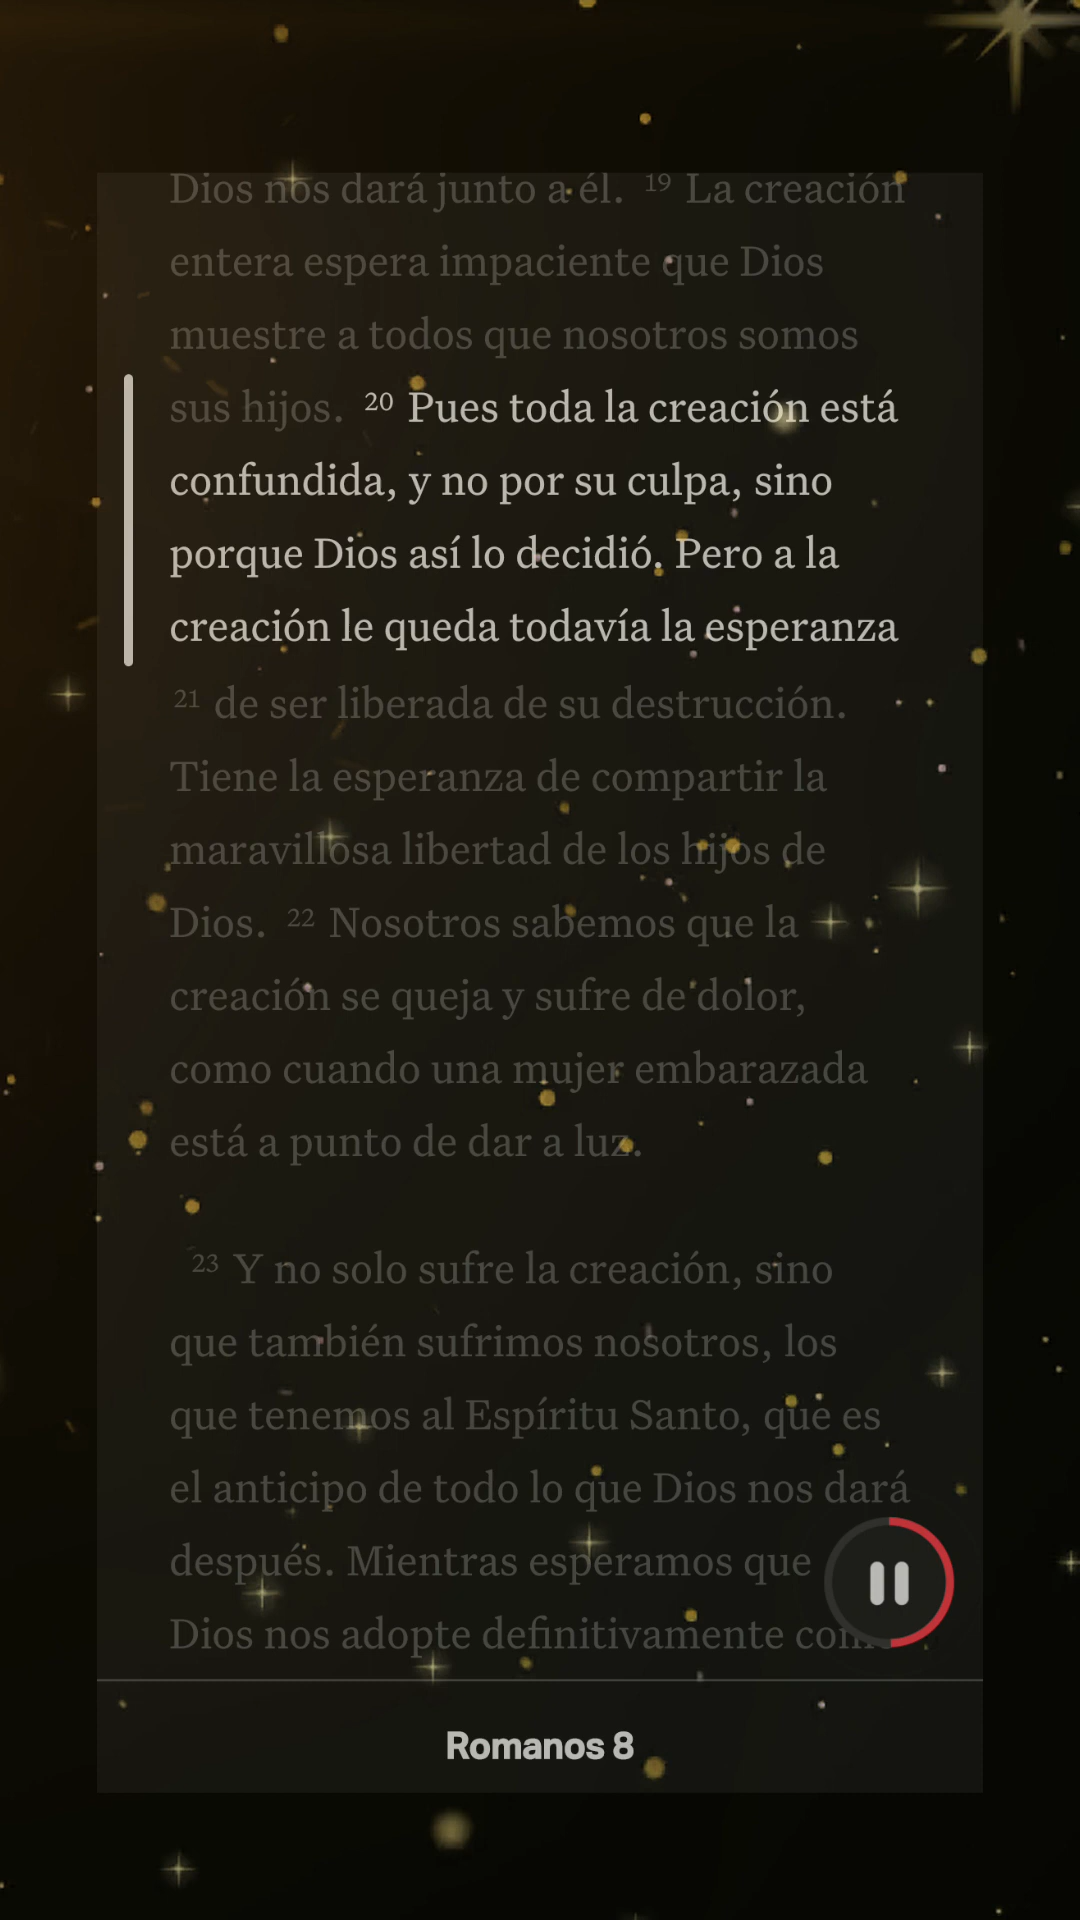 Dios nos dará junto a él. 19 La creación
entera espera impaciente que Dios
muestre a todos que nosotros somos
sus hijos. 20 Pues toda la creación está
confundida, y no por su culpa, sino
porque Dios así lo decidió. Pero a la
creación le queda todavía la esperanza
21 de ser liberada de su destrucción.
Tiene la esperanza de compartir la
maravillosa libertad de los hijos de
Dios. 22 Nosotros sabemos que la
creación se queja y sufre de dolor,
como cuando una mujer embarazada
está a punto de dar a luz.
23 Y no solo sufre la creación, sino
que también sufrimos nosotros, los
que tenemos al Espíritu Santo, que es
el anticipo de todo lo que Dios nos dará
después. Mientras esperamos que
Dios nos adopte definitivamente como
Romanos 8